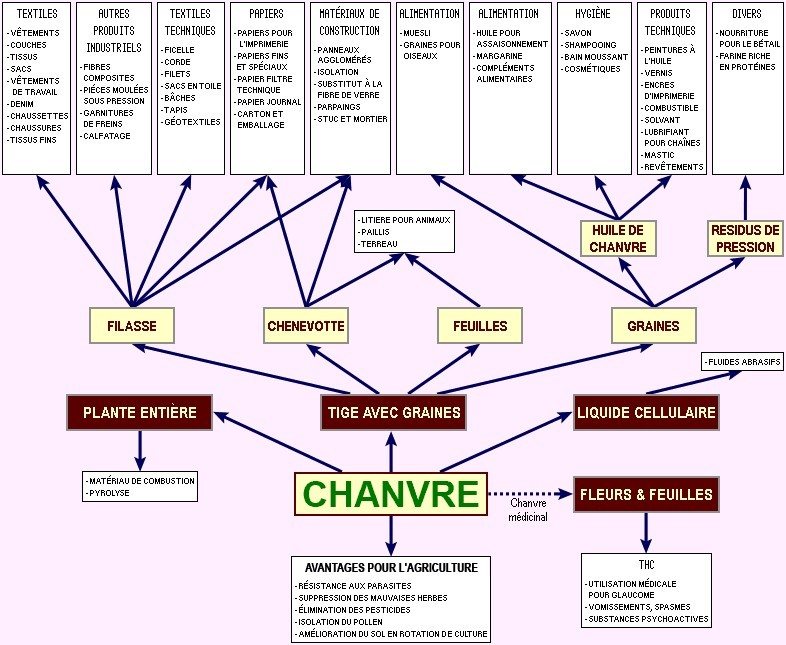 TEXTILES
-VÊTEMENTS
-COUCHES
-TISSUS
-SACS
-VÊTEMENTS
DE TRAVAIL
-DENIM
-CHAUSSETTES
-CHAUSSURES
-TISSUS FINS
AUTRES
PRODUITS
INDUSTRIELS
-FIBRES
COMPOSITES
-PIÉCES MOULÉES
SOUS PRESSION
-GARNITURES
DE FREINS
-CALFATAGE
TEXTILES
TECHNIQUES
-FICELLE
-CORDE
-FILETS
-SACS EN TOILE
-BÂCHES
-TAPIS
-GÉOTEXTILES
PAPIERS
-PAPIERS POUR
L'IMPRIMERIE
-PAPIERS FINS
ET SPÉCIAUX
-PAPIER FILTRE
TECHNIQUE
-PAPIER JOURNAL
-CARTON ET
EMBALLAGE
MATÉRIAUX DE
CONSTRUCTION
-PANNEAUX
AGGLOMÉRÉS
-ISOLATION
-SUBSTITUT À LA
FIBRE DE VERRE
-PARPAINGS
-STUC ET MORTIER
ALIMENTATION
-MUESLI
-GRAINES POUR
OISEAUX
ALIMENTATION
-HUILE POUR
ASSAISONNEMENT
-MARGARINE
-COMPLÉMENTS
ALIMENTAIRES
HYGIÈNE
-SAVON
-SHAMPOOING
-BAIN MOUSSANT
-COSMÉTIQUES
PRODUITS
TECHNIQUES
-PEINTURES À
L'HUILE
-VERNIS
-ENCRES
D'IMPRIMERIE
-COMBUSTIBLE
-SOLVANT
-LUBRIFIANT
POUR CHAÎNES
-MASTIC
-REVÊTEMENTS
DIVERS
-NOURRITURE
POUR LE BÉTAIL
-FARINE RICHE
EN PROTÉINES
-LITIERE POUR ANIMAUX
-PAILLIS
-TERREAU
HUILE DE
CHANVRE
RESIDUS DE
PRESSION
FILASSE
CHENEVOTTE
FEUILLES
GRAINES
-FLUIDES ABRASIFS
PLANTE ENTIÈRE
TIGE AVEC GRAINES
LIQUIDE CELLULAIRE
-MATÉRIAU DE COMBUSTION
-PYROLYSE
CHANVRE
Chanvre
médicinal
FLEURS & FEUILLES
AVANTAGES POUR L'AGRICULTURE
-RÉSISTANCE AUX PARASITES
-SUPPRESSION DES MAUVAISES HERBES
-ÉLIMINATION DES PESTICIDES
-ISOLATION DU POLLEN
-AMÉLIORATION DU SOL EN ROTATION DE CULTURE
THC
-UTILISATION MÉDICALE
POUR GLAUCOME
-VOMISSEMENTS, SPASMES
-SUBSTANCES PSYCHOACTIVES